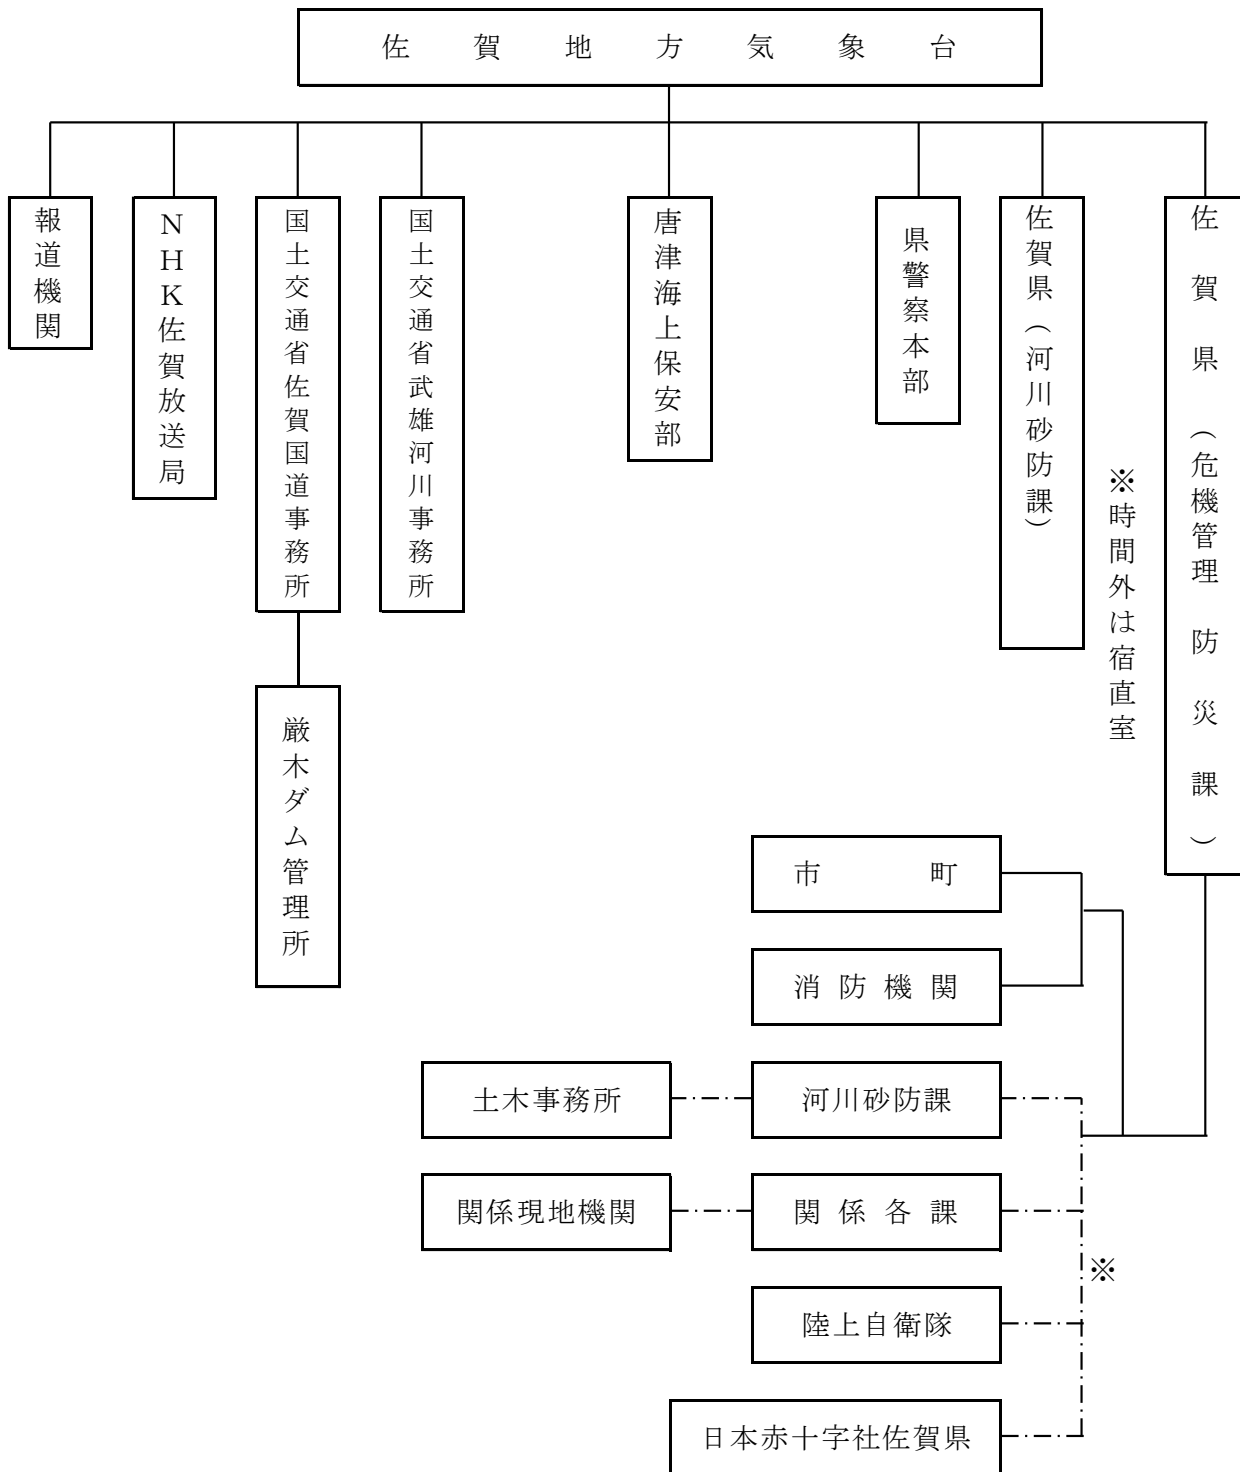 佐賀地方気象台
報道機関
NHK佐賀放送局
国土交通省佐賀国道事務所
国土交通省武雄河川事務所
唐津海上保安部
県警察本部
佐賀県(河川砂防課)
※時間外は宿直室
佐賀県(危機管理防災課)
厳木ダム管理所
市町
消防機関
土木事務所
河川砂防課
関係現地機関
関係各課
※
陸上自衛隊
日本赤十字社佐賀県